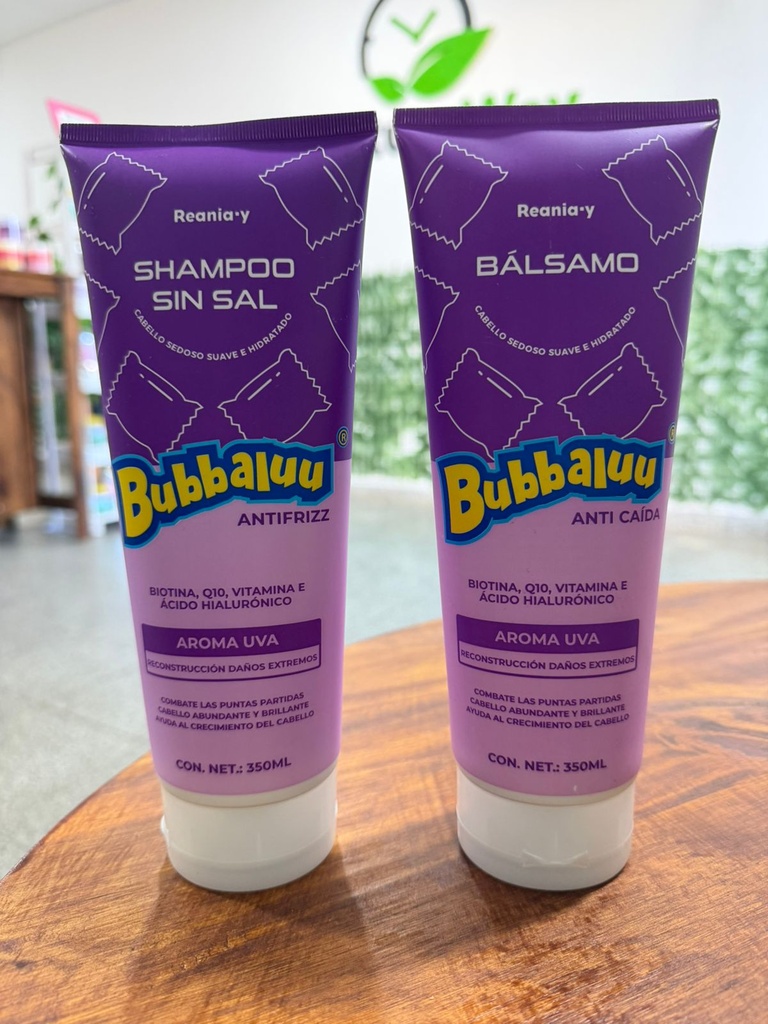 Reania·y
SHAMPOO
SIN SAL
CABELLO SEDOSO SUAVE E HIDRATADO
Bubbaluu®
ANTIFRIZZ
BIOTINA, Q10, VITAMINA E
ÁCIDO HIALURÓNICO
AROMA UVA
RECONSTRUCCIÓN DAÑOS EXTREMOS
COMBATE LAS PUNTAS PARTIDAS
CABELLO ABUNDANTE Y BRILLANTE
AYUDA AL CRECIMIENTO DEL CABELLO
CON. NET.: 350ML
Reania·y
BÁLSAMO
CABELLO SEDOSO SUAVE E HIDRATADO
Bubbaluu®
ANTI CAÍDA
BIOTINA, Q10, VITAMINA E
ÁCIDO HIALURÓNICO
AROMA UVA
RECONSTRUCCIÓN DAÑOS EXTREMOS
COMBATE LAS PUNTAS PARTIDAS
CABELLO ABUNDANTE Y BRILLANTE
AYUDA AL CRECIMIENTO DEL CABELLO
CON. NET.: 350ML